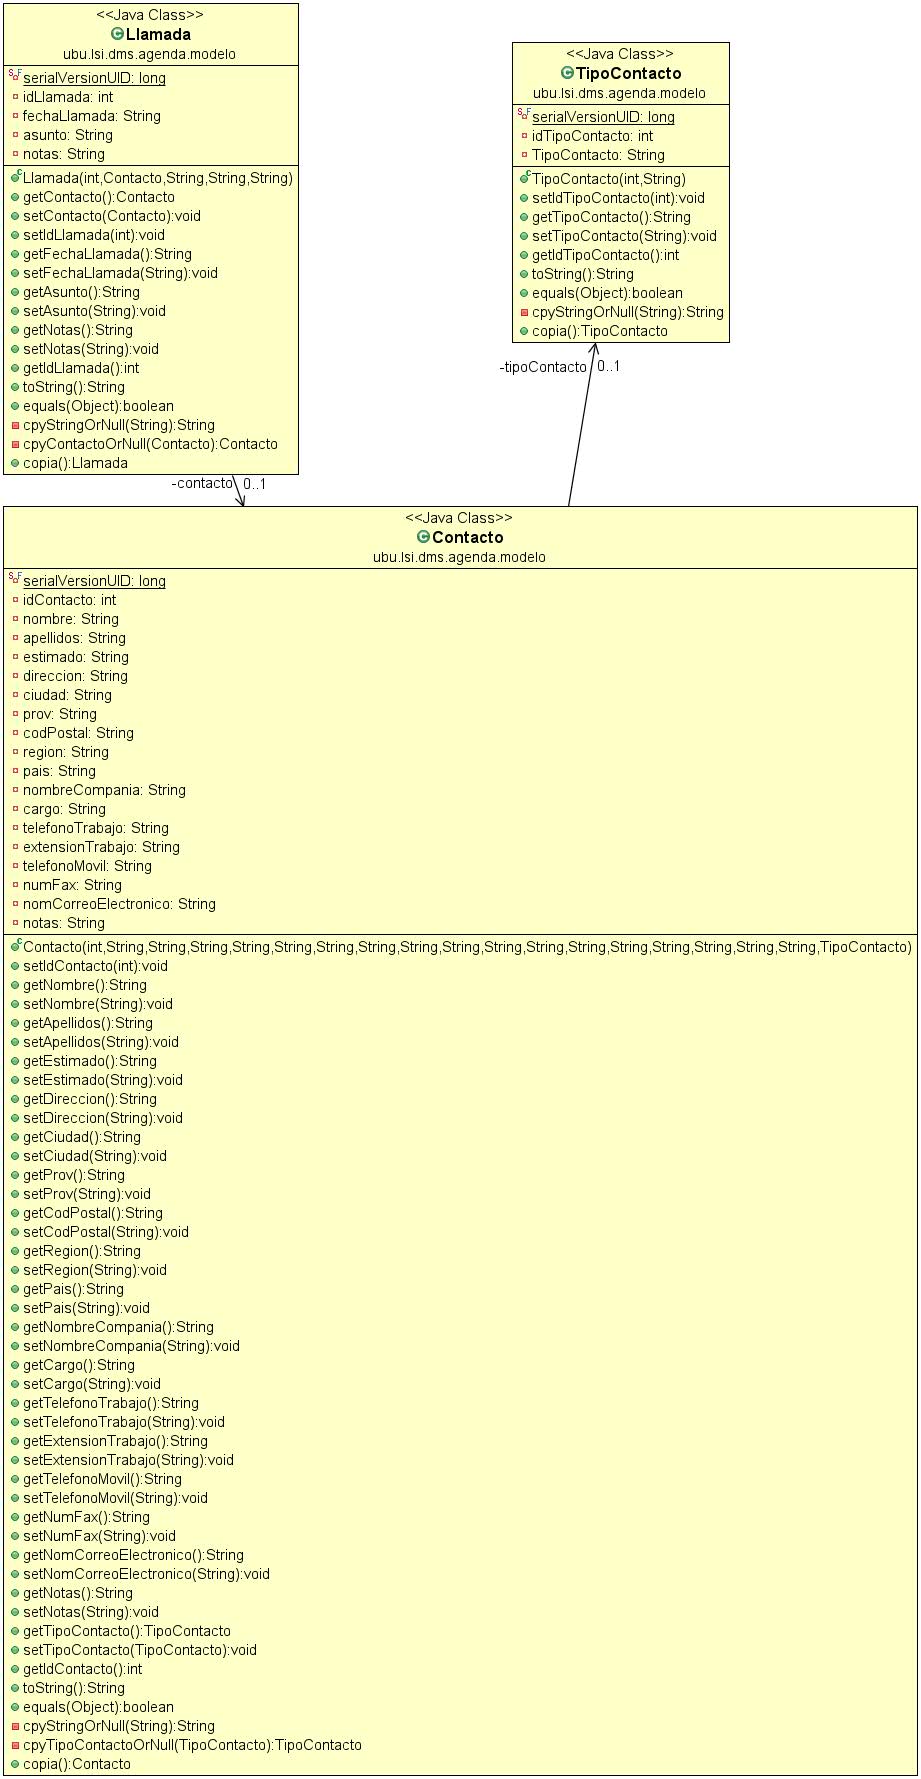 <<Java Class>>
Llamada
ubu.lsi.dms.agenda.modelo
serialVersionUID: long
idLlamada: int
fechaLlamada: String
asunto: String
notas: String
Llamada(int,Contacto,String,String,String)
getContacto():Contacto
setContacto(Contacto):void
setIdLlamada(int):void
getFechaLlamada():String
setFechaLlamada(String):void
getAsunto():String
setAsunto(String):void
getNotas():String
setNotas(String):void
getIdLlamada():int
toString():String
equals(Object):boolean
cpyStringOrNull(String):String
cpyContactoOrNull(Contacto):Contacto
copia():Llamada
<<Java Class>>
TipoContacto
ubu.lsi.dms.agenda.modelo
serialVersionUID: long
idTipoContacto: int
TipoContacto: String
TipoContacto(int,String)
setIdTipoContacto(int):void
getTipoContacto():String
setTipoContacto(String):void
getIdTipoContacto():int
toString():String
equals(Object):boolean
cpyStringOrNull(String):String
copia():TipoContacto
-tipoContacto 0..1
-contacto 0..1
<<Java Class>>
Contacto
ubu.lsi.dms.agenda.modelo
serialVersionUID: long
idContacto: int
nombre: String
apellidos: String
estimado: String
direccion: String
ciudad: String
prov: String
codPostal: String
region: String
pais: String
nombreCompania: String
cargo: String
telefonoTrabajo: String
extensionTrabajo: String
telefonoMovil: String
numFax: String
nomCorreoElectronico: String
notas: String
Contacto(int,String,String,String,String,String,String,String,String,String,String,String,String,String,String,String,String,String,TipoContacto)
setIdContacto(int):void
getNombre():String
setNombre(String):void
getApellidos():String
setApellidos(String):void
getEstimado():String
setEstimado(String):void
getDireccion():String
setDireccion(String):void
getCiudad():String
setCiudad(String):void
getProv():String
setProv(String):void
getCodPostal():String
setCodPostal(String):void
getRegion():String
setRegion(String):void
getPais():String
setPais(String):void
getNombreCompania():String
setNombreCompania(String):void
getCargo():String
setCargo(String):void
getTelefonoTrabajo():String
setTelefonoTrabajo(String):void
getExtensionTrabajo():String
setExtensionTrabajo(String):void
getTelefonoMovil():String
setTelefonoMovil(String):void
getNumFax():String
setNumFax(String):void
getNomCorreoElectronico():String
setNomCorreoElectronico(String):void
getNotas():String
setNotas(String):void
getTipoContacto():TipoContacto
setTipoContacto(TipoContacto):void
getIdContacto():int
toString():String
equals(Object):boolean
cpyStringOrNull(String):String
cpyTipoContactoOrNull(TipoContacto):TipoContacto
copia():Contacto